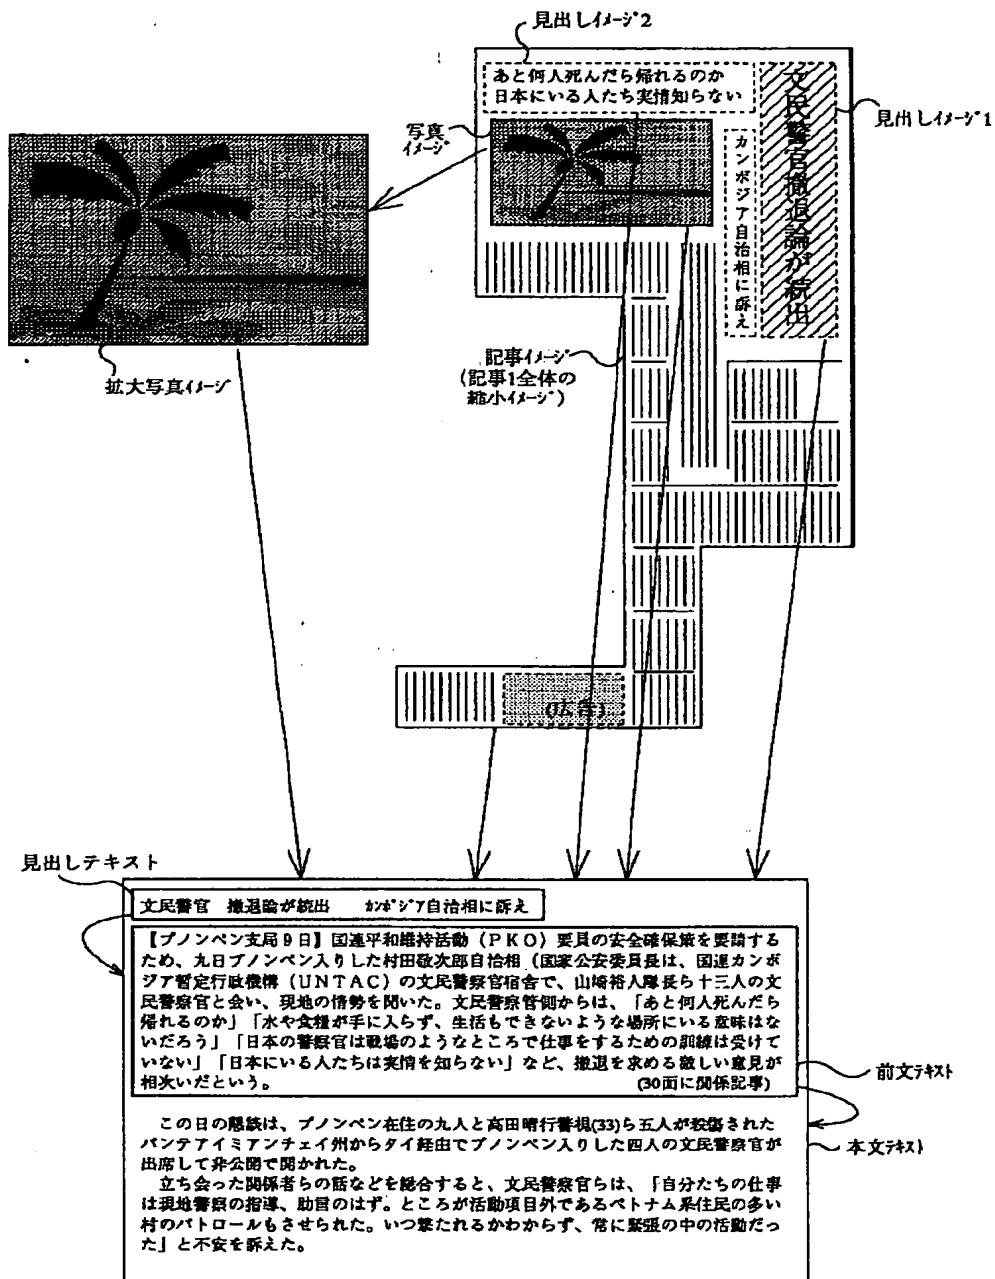 見出しイメージ2
あと何人死んだら帰れるのか
日本にいる人たち実情知らない
文民警官撤退論が続出
カンボジア自治相に訴え
見出しイメージ1
写真
イメージ
拡大写真イメージ
記事イメージ
(記事1全体の
縮小イメージ)
(広告)
見出しテキスト
文民警官 撤退論が続出 カンボジア自治相に訴え
【プノンペン支局9日】国連平和維持活動(PKO)要員の安全確保策を要請する
ため、九日プノンペン入りした村田敬次郎自治相(国家公安委員長は、国連カンボ
ジア暫定行政機構(UNTAC)の文民警察官宿舎で、山崎裕人隊長ら十三人の文
民警察官と会い、現地の情勢を聞いた。文民警察官側からは、「あと何人死んだら
帰れるのか」「水や食糧が手に入らず、生活もできないような場所にいる意味はな
いだろう」「日本の警察官は戦場のようなところで仕事をするための訓練は受けて
いない」「日本にいる人たちは実情を知らない」など、撤退を求める激しい意見が
相次いだという。 (30面に関係記事)
前文テキスト
この日の懇談は、プノンペン在住の九人と高田晴行警視(33)ら五人が殺傷された
バンテアイミアンチェイ州からタイ経由でプノンペン入りした四人の文民警察官が
出席して非公開で開かれた。
本文テキスト
立ち会った関係者らの話などを総合すると、文民警察官らは、「自分たちの仕事
は現地警察の指導、助言のはず。ところが活動項目外であるベトナム系住民の多い
村のパトロールもさせられた。いつ撃たれるかわからず、常に緊張の中の活動だっ
た」と不安を訴えた。